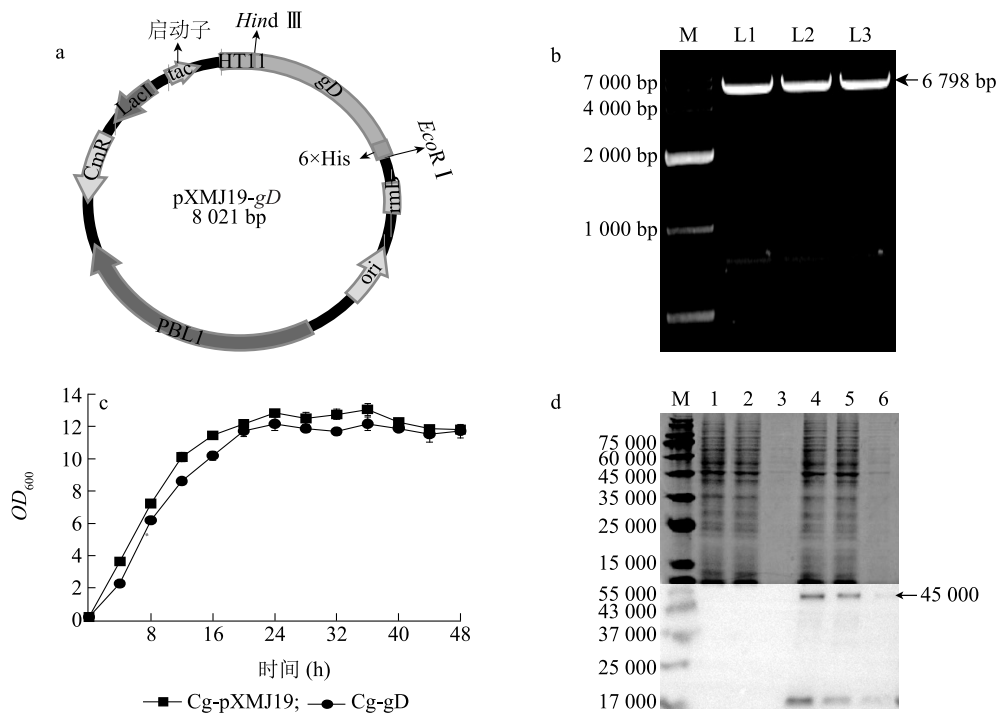 a
启动子
Hind Ⅲ
tac
HT11
gD
LacI
CmR
6×His
EcoR Ⅰ
pXMJ19-gD
8 021 bp
ori
PBL1
b
M L1 L2 L3
7 000 bp
6 798 bp
4 000 bp
2 000 bp
1 000 bp
c
14
12
10
8
6
4
2
0
OD600
8 16 24 32 40 48
时间 (h)
Cg-pXMJ19; Cg-gD
d
M 1 2 3 4 5 6
75 000
60 000
45 000
35 000
25 000
15 000
55 000
45 000
43 000
37 000
25 000
17 000